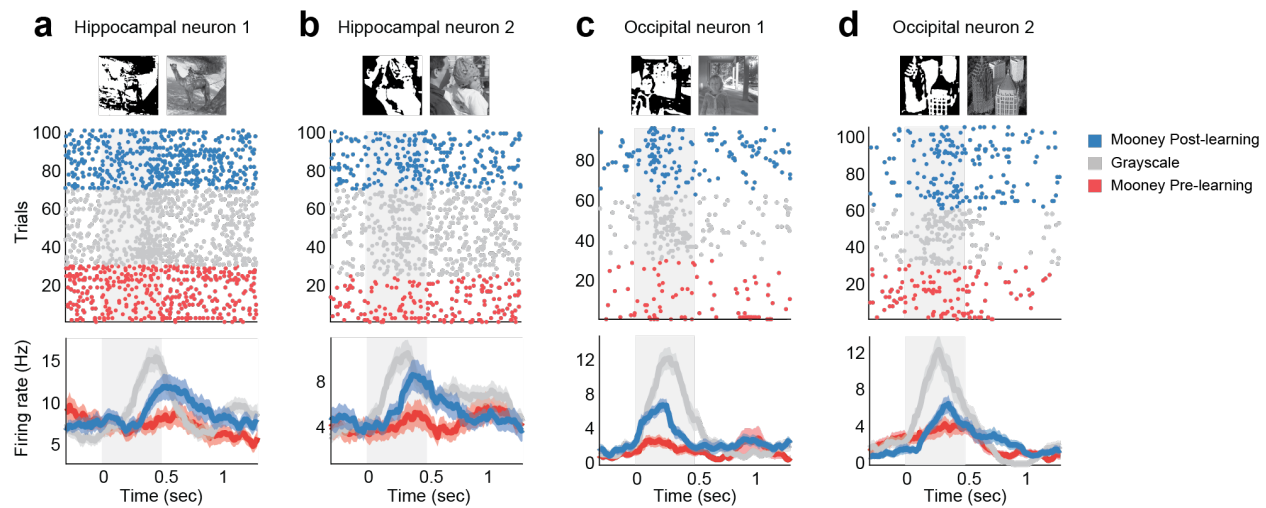 a Hippocampal neuron 1
b Hippocampal neuron 2
c Occipital neuron 1
d Occipital neuron 2
Trials
100
80
60
40
20
100
80
60
40
20
80
60
40
20
100
80
60
40
20
Mooney Post-learning
Grayscale
Mooney Pre-learning
Firing rate (Hz)
15
10
5
8
4
12
8
4
0
12
8
4
0
0 0.5 1
0 0.5 1
0 0.5 1
0 0.5 1
Time (sec)
Time (sec)
Time (sec)
Time (sec)